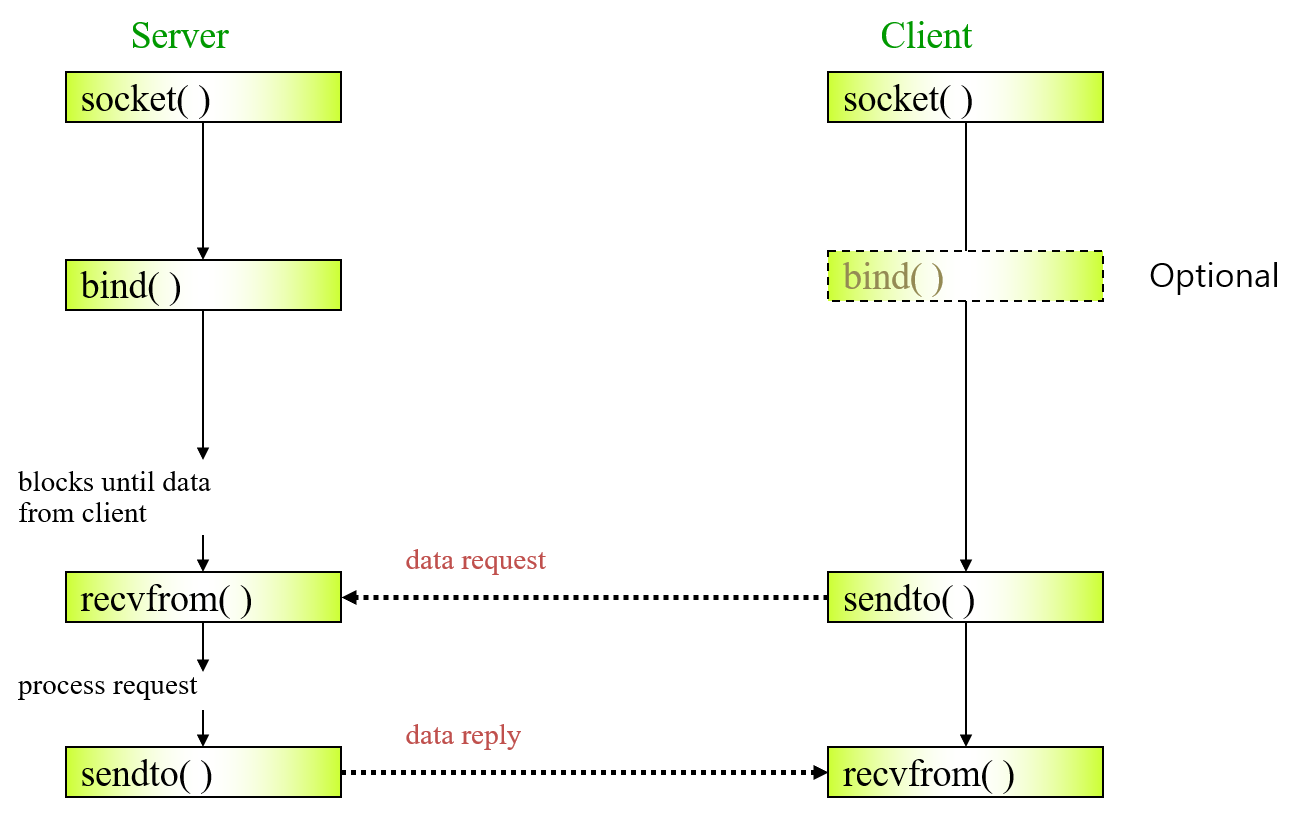 Server
Client
socket( )
socket( )
bind( )
bind( )
Optional
blocks until data
from client
data request
recvfrom( )
sendto( )
process request
data reply
sendto( )
recvfrom( )